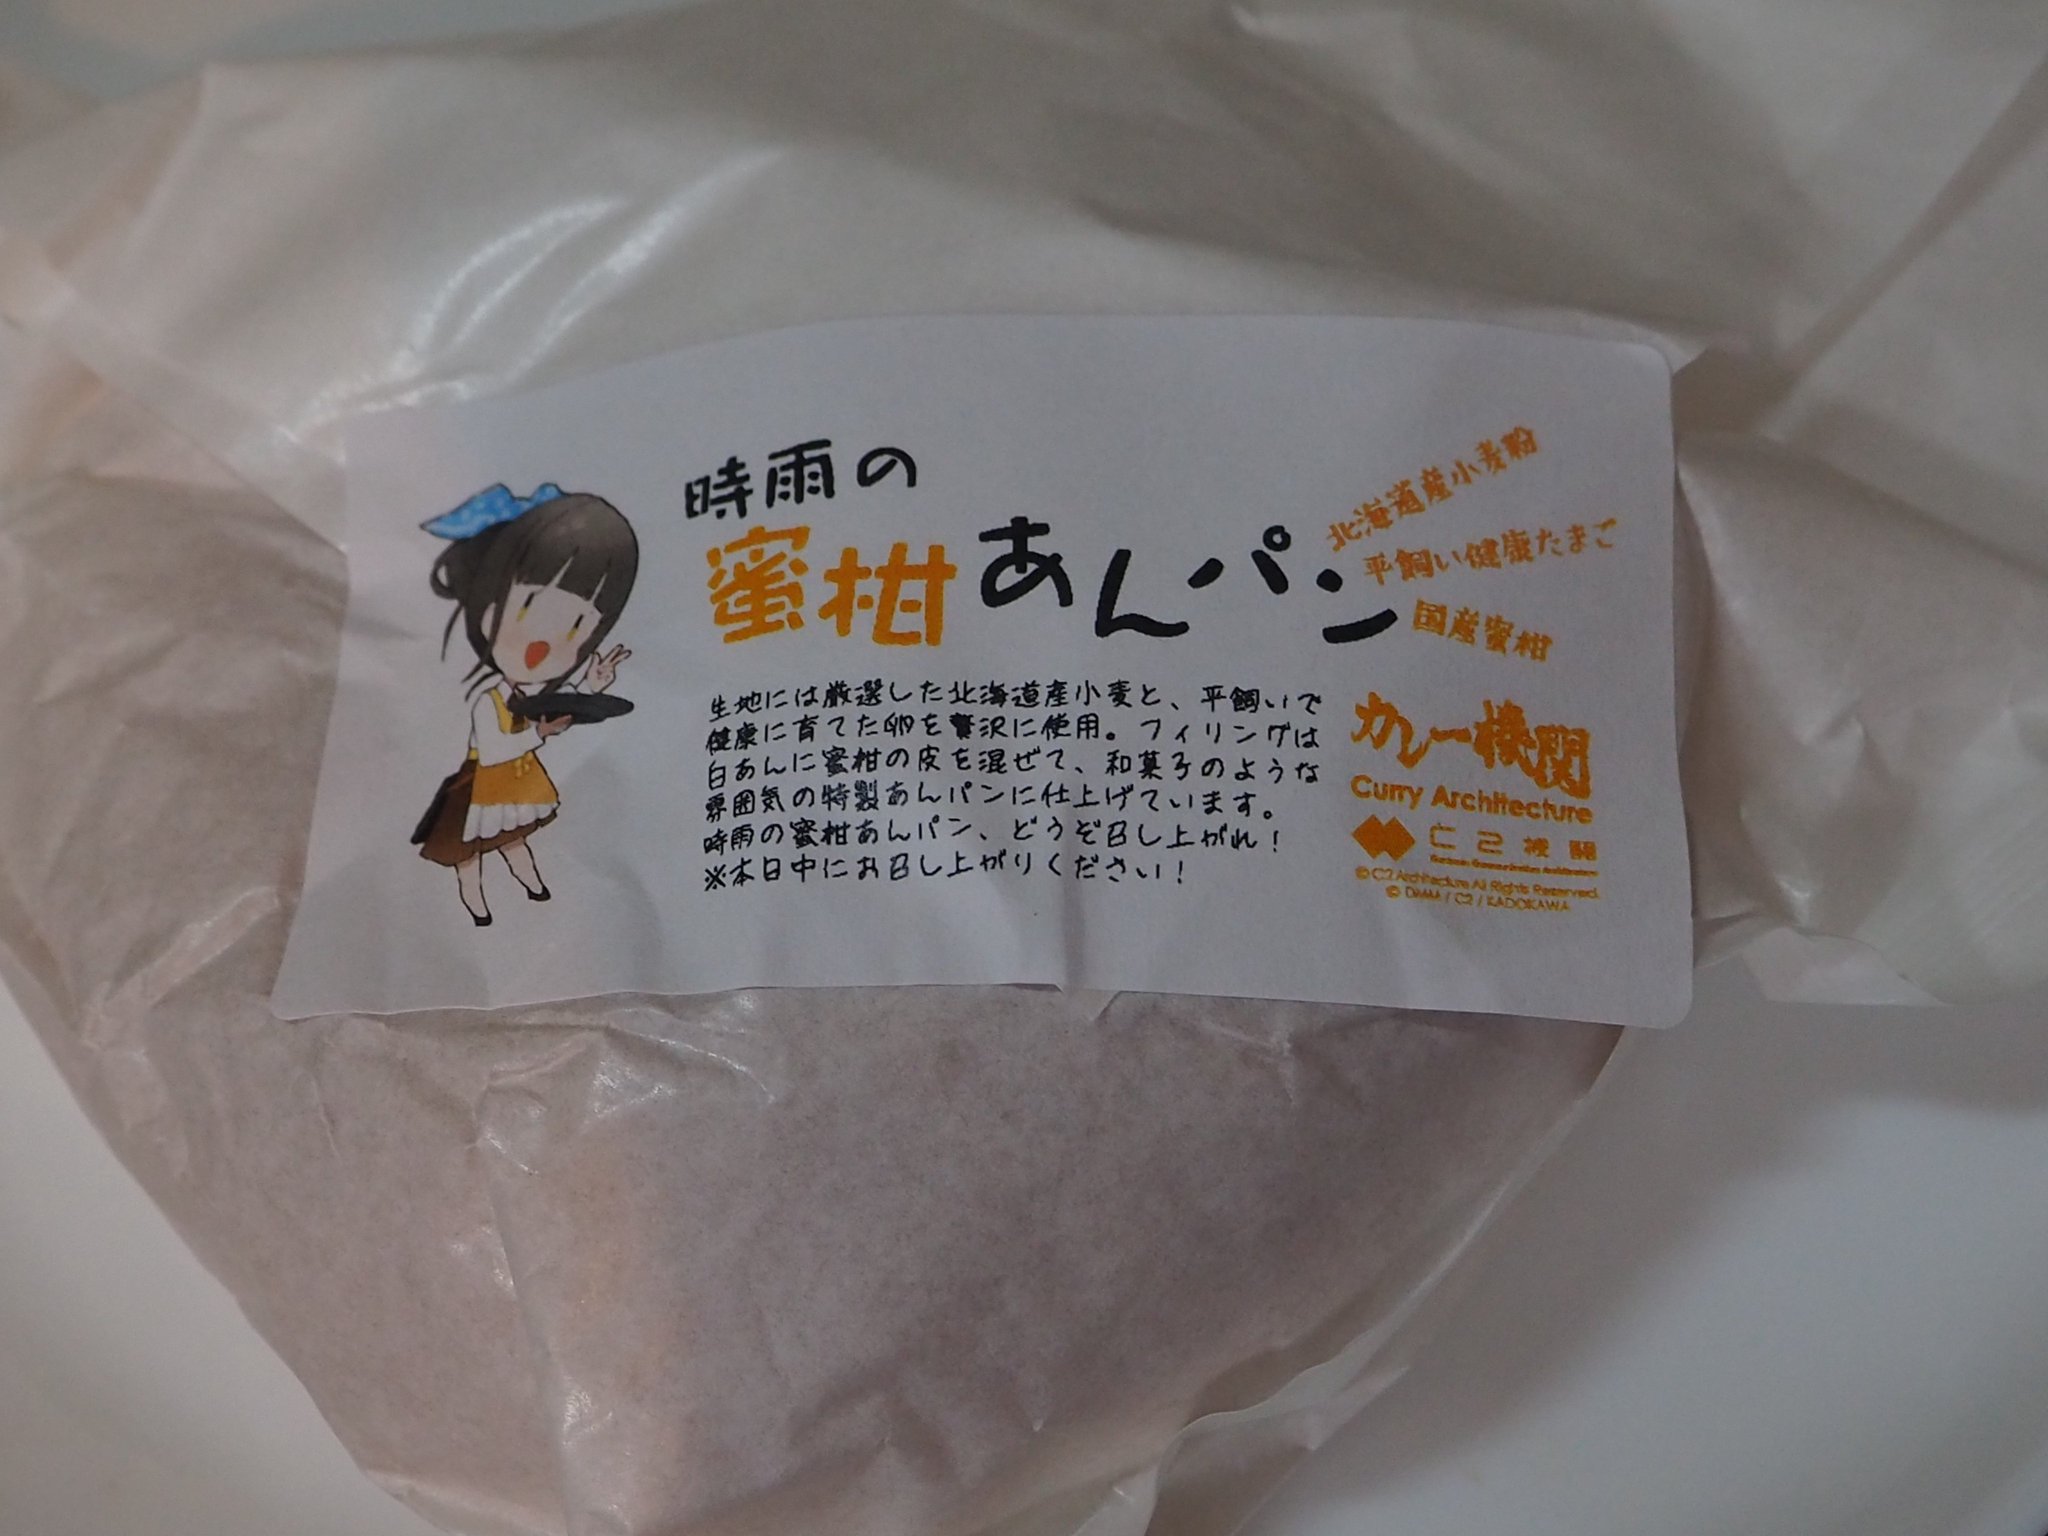 時雨の
蜜柑あんパン
北海道産小麦粉
平飼い健康たまご
国産蜜柑
生地には厳選した北海道産小麦と、平飼いで
健康に育てた卵を贅沢に使用。フィリングは
白あんに蜜柑の皮を混ぜて、和菓子のような
雰囲気の特製あんパンに仕上げています。
時雨の蜜柑あんパン、どうぞ召し上がれ!
※本日中にお召し上がりください!
カレー機関
Curry Architecture
C2機関
© C2 Architecture All Rights Reserved.
© DMM / C2 / KADOKAWA